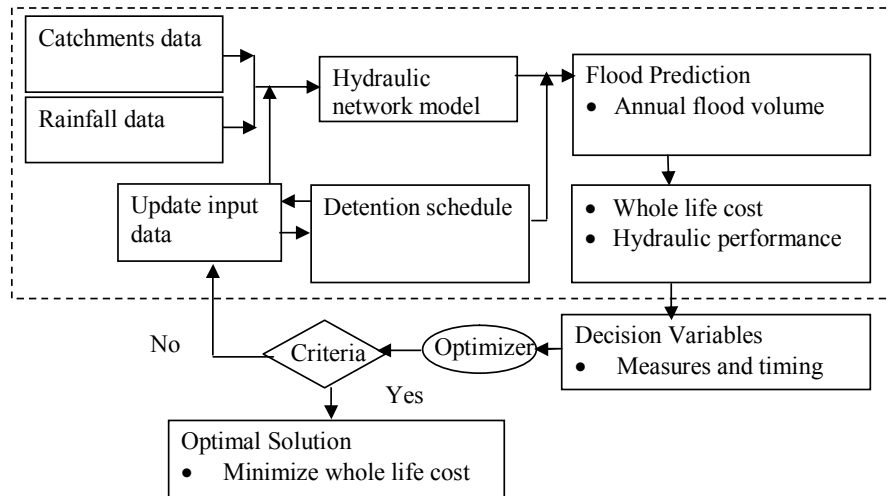 Catchments data
Rainfall data
Hydraulic
network model
Flood Prediction
• Annual flood volume
Update input
data
Detention schedule
• Whole life cost
• Hydraulic performance
Decision Variables
• Measures and timing
Optimizer
Criteria
No
Yes
Optimal Solution
• Minimize whole life cost